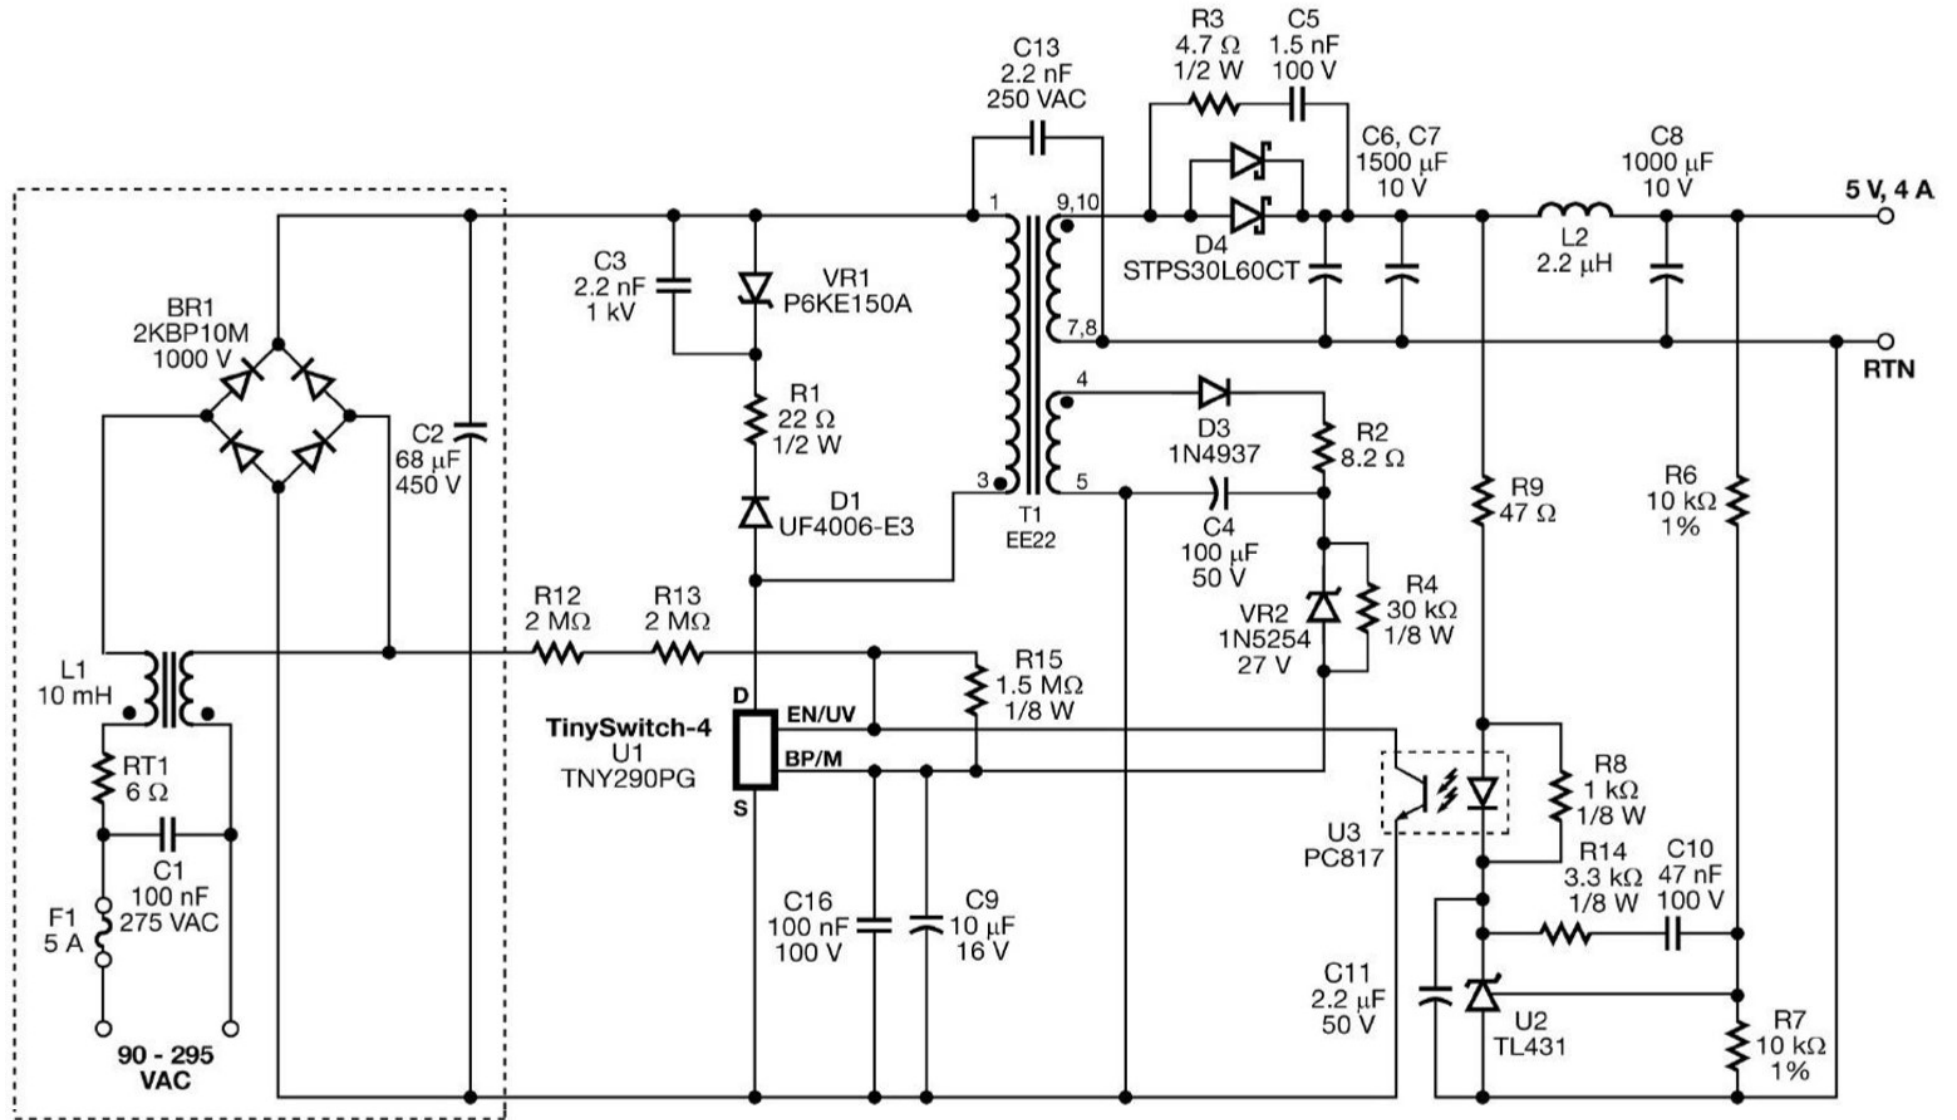 R3
4.7 Ω
1/2 W
C5
1.5 nF
100 V
C13
2.2 nF
250 VAC
C6, C7
1500 µF
10 V
C8
1000 µF
10 V
5 V, 4 A
1
9,10
D4
STPS30L60CT
L2
2.2 µH
C3
2.2 nF
1 kV
VR1
P6KE150A
7,8
RTN
BR1
2KBP10M
1000 V
C2
68 µF
450 V
R1
22 Ω
1/2 W
4
D3
1N4937
R2
8.2 Ω
D1
UF4006-E3
3
T1
EE22
5
C4
100 µF
50 V
R9
47 Ω
R6
10 kΩ
1%
R12
2 MΩ
R13
2 MΩ
VR2
1N5254
27 V
R4
30 kΩ
1/8 W
L1
10 mH
R15
1.5 MΩ
1/8 W
D
EN/UV
TinySwitch-4
U1
TNY290PG
BP/M
S
RT1
6 Ω
C1
100 nF
275 VAC
F1
5 A
U3
PC817
R8
1 kΩ
1/8 W
R14
3.3 kΩ
1/8 W
C10
47 nF
100 V
C16
100 nF
100 V
C9
10 µF
16 V
C11
2.2 µF
50 V
U2
TL431
R7
10 kΩ
1%
90 - 295
VAC